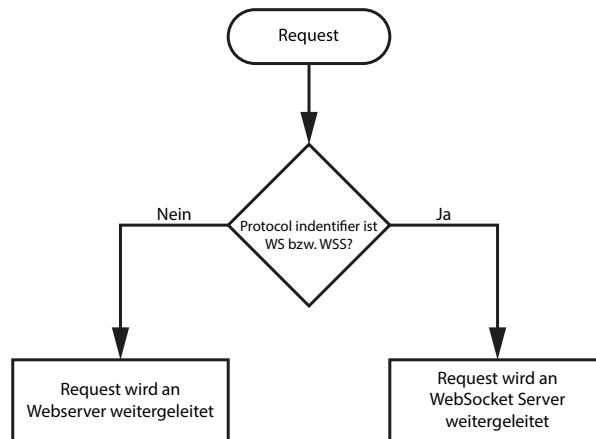 Request
Nein
Ja
Protocol indentifier ist
WS bzw. WSS?
Request wird an
Webserver weitergeleitet
Request wird an
WebSocket Server
weitergeleitet